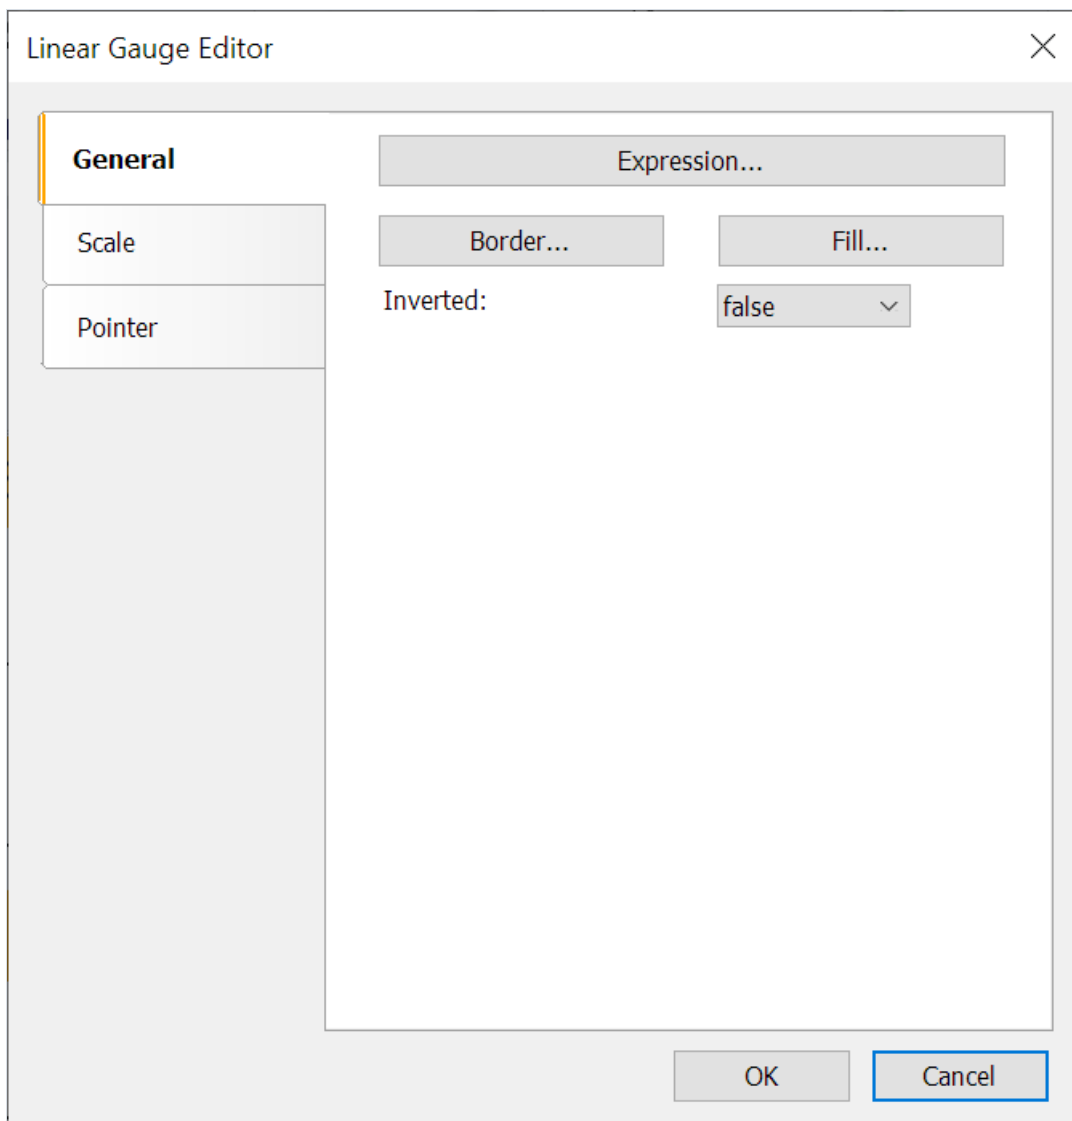 Linear Gauge Editor
General
Expression...
Scale
Border...
Fill...
Inverted:
false
Pointer
OK
Cancel